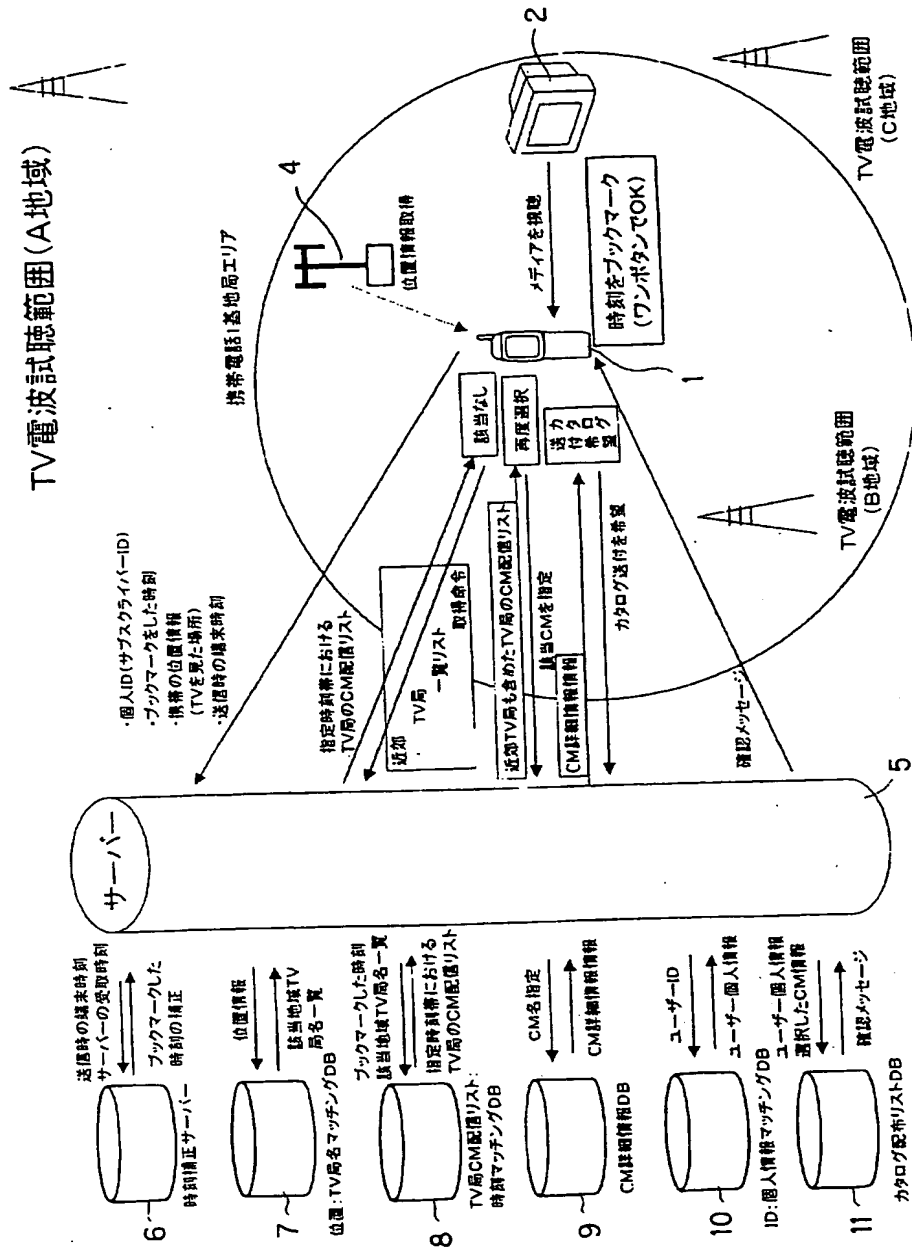 TV電波試聴範囲(A地域)
携帯電話1基地局エリア
4
位置情報取得
2
メディアを視聴
時刻をブックマーク
(ワンボタンでOK)
1
TV電波試聴範囲
(C地域)
TV電波試聴範囲
(B地域)
・個人ID(サブスクライバーID)
・ブックマークをした時刻
・携帯の位置情報
(TVを見た場所)
・送信時の端末時刻
該当なし
再度選択
カタログ
送付希望
指定時刻帯における
TV局のCM配信リスト
近郊
TV局
一覧リスト
取得命令
近郊TV局も含めたTV局のCM配信リスト
該当CMを指定
CM詳細情報情報
カタログ送付を希望
確認メッセージ
サーバー
5
送信時の端末時刻
サーバーの受取時刻
ブックマークした
時刻の補正
6
時刻補正サーバー
位置情報
該当地域TV
局名一覧
7
位置:TV局名マッチングDB
ブックマークした時刻
該当地域TV局名一覧
指定時刻帯における
TV局のCM配信リスト
8
TV局CM配信リスト:
時刻マッチングDB
CM名指定
CM詳細情報情報
9
CM詳細情報DB
ユーザーID
ユーザー個人情報
10
ID:個人情報マッチングDB
ユーザー個人情報
選択したCM情報
確認メッセージ
11
カタログ配布リストDB